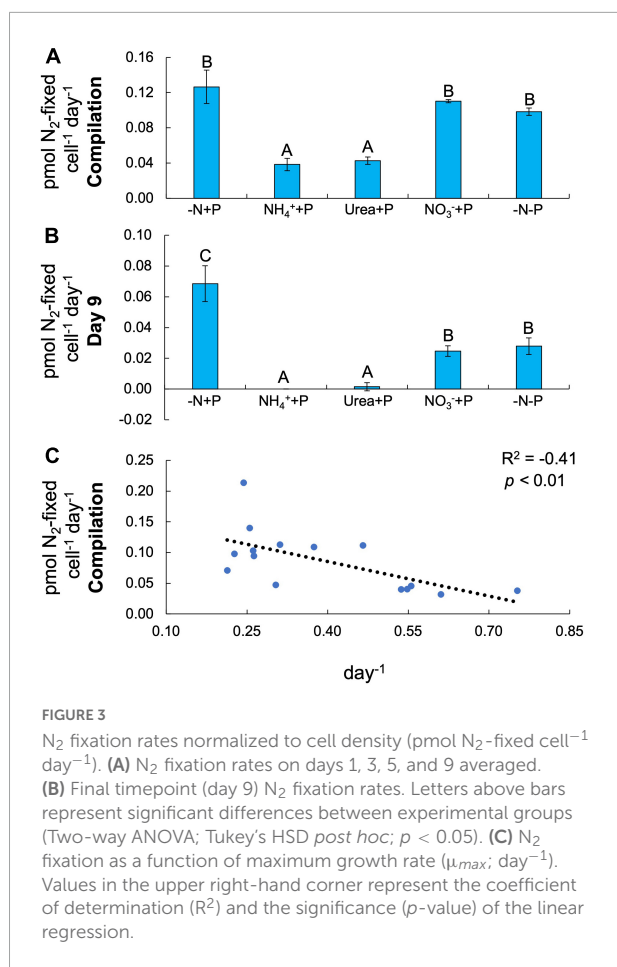 A
pmol N₂-fixed
cell⁻¹ day⁻¹
Compilation
0.16
0.12
0.08
0.04
0.00
B
A
A
B
B
-N+P
NH₄⁺+P
Urea+P
NO₃⁻+P
-N-P
B
pmol N₂-fixed
cell⁻¹ day⁻¹
Day 9
0.10
0.08
0.06
0.04
0.02
0.00
-0.02
C
A
A
B
B
-N+P
NH₄⁺+P
Urea+P
NO₃⁻+P
-N-P
C
pmol N₂-fixed
cell⁻¹ day⁻¹
Compilation
0.25
0.20
0.15
0.10
0.05
0.00
R² = -0.41
p < 0.01
0.10
0.25
0.40
0.55
0.70
0.85
day⁻¹
FIGURE 3
N₂ fixation rates normalized to cell density (pmol N₂-fixed cell⁻¹
day⁻¹). (A) N₂ fixation rates on days 1, 3, 5, and 9 averaged.
(B) Final timepoint (day 9) N₂ fixation rates. Letters above bars
represent significant differences between experimental groups
(Two-way ANOVA; Tukey's HSD post hoc; p < 0.05). (C) N₂
fixation as a function of maximum growth rate (μmax; day⁻¹).
Values in the upper right-hand corner represent the coefficient
of determination (R²) and the significance (p-value) of the linear
regression.